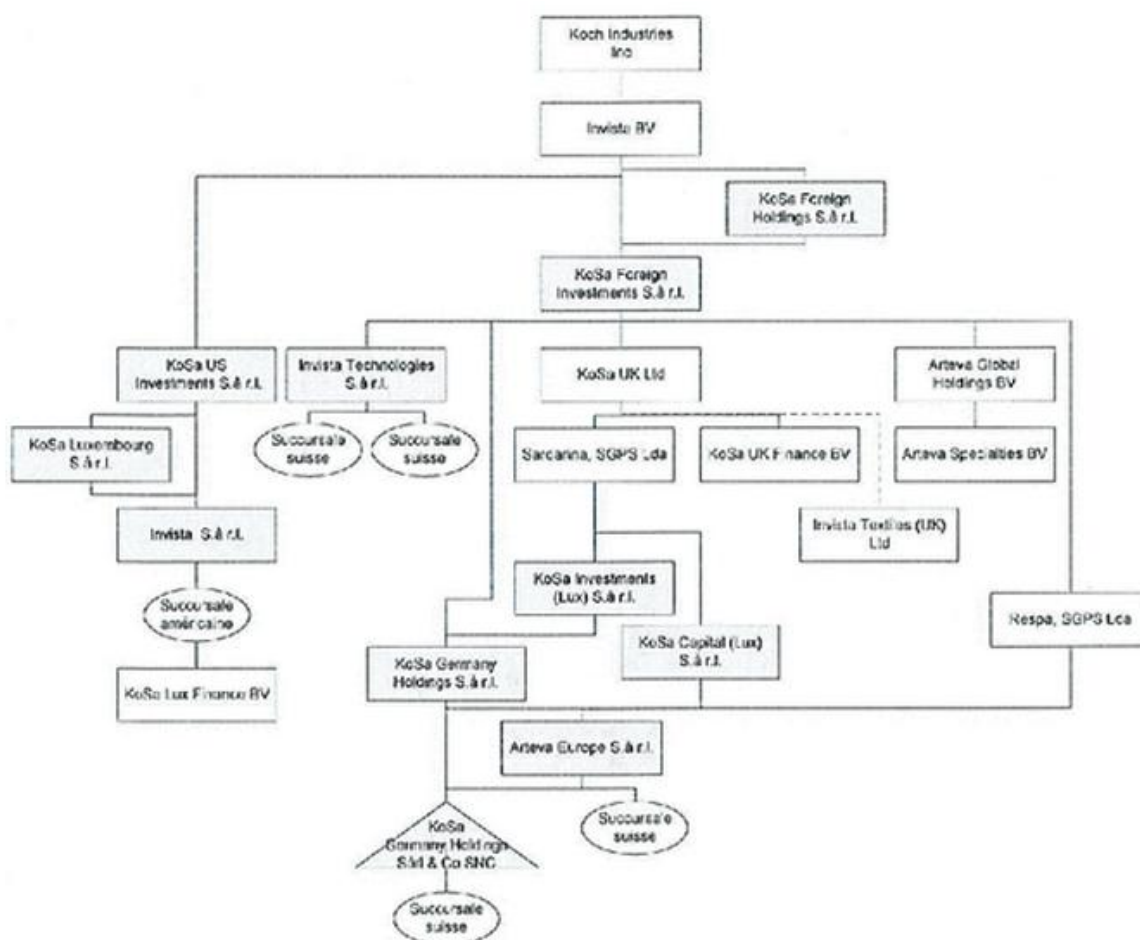 Koch Industries
Inc
Invista BV
KoSa Foreign
Holdings S.à r.l.
KoSa Foreign
Investments S.à r.l.
KoSa US
Investments S.à r.l.
Invista Technologies
S.à r.l.
KoSa UK Ltd
Arteva Global
Holdings BV
KoSa Luxembourg
S.à r.l.
Succursale
suisse
Succursale
suisse
Sarcanina, SGPS Lda
KoSa UK Finance BV
Arteva Specialties BV
Invista S.à r.l.
Invista Textiles (UK)
Ltd
KoSa Investments
(Lux) S.à r.l.
Succursale
américaine
Respa, SGPS Lda
KoSa Capital (Lux)
S.à r.l.
KoSa Germany
Holdings S.à r.l.
KoSa Lux Finance BV
Arteva Europe S.à r.l.
Succursale
suisse
KoSa
Germany Holdings
Sàrl & Co SNC
Succursale
suisse